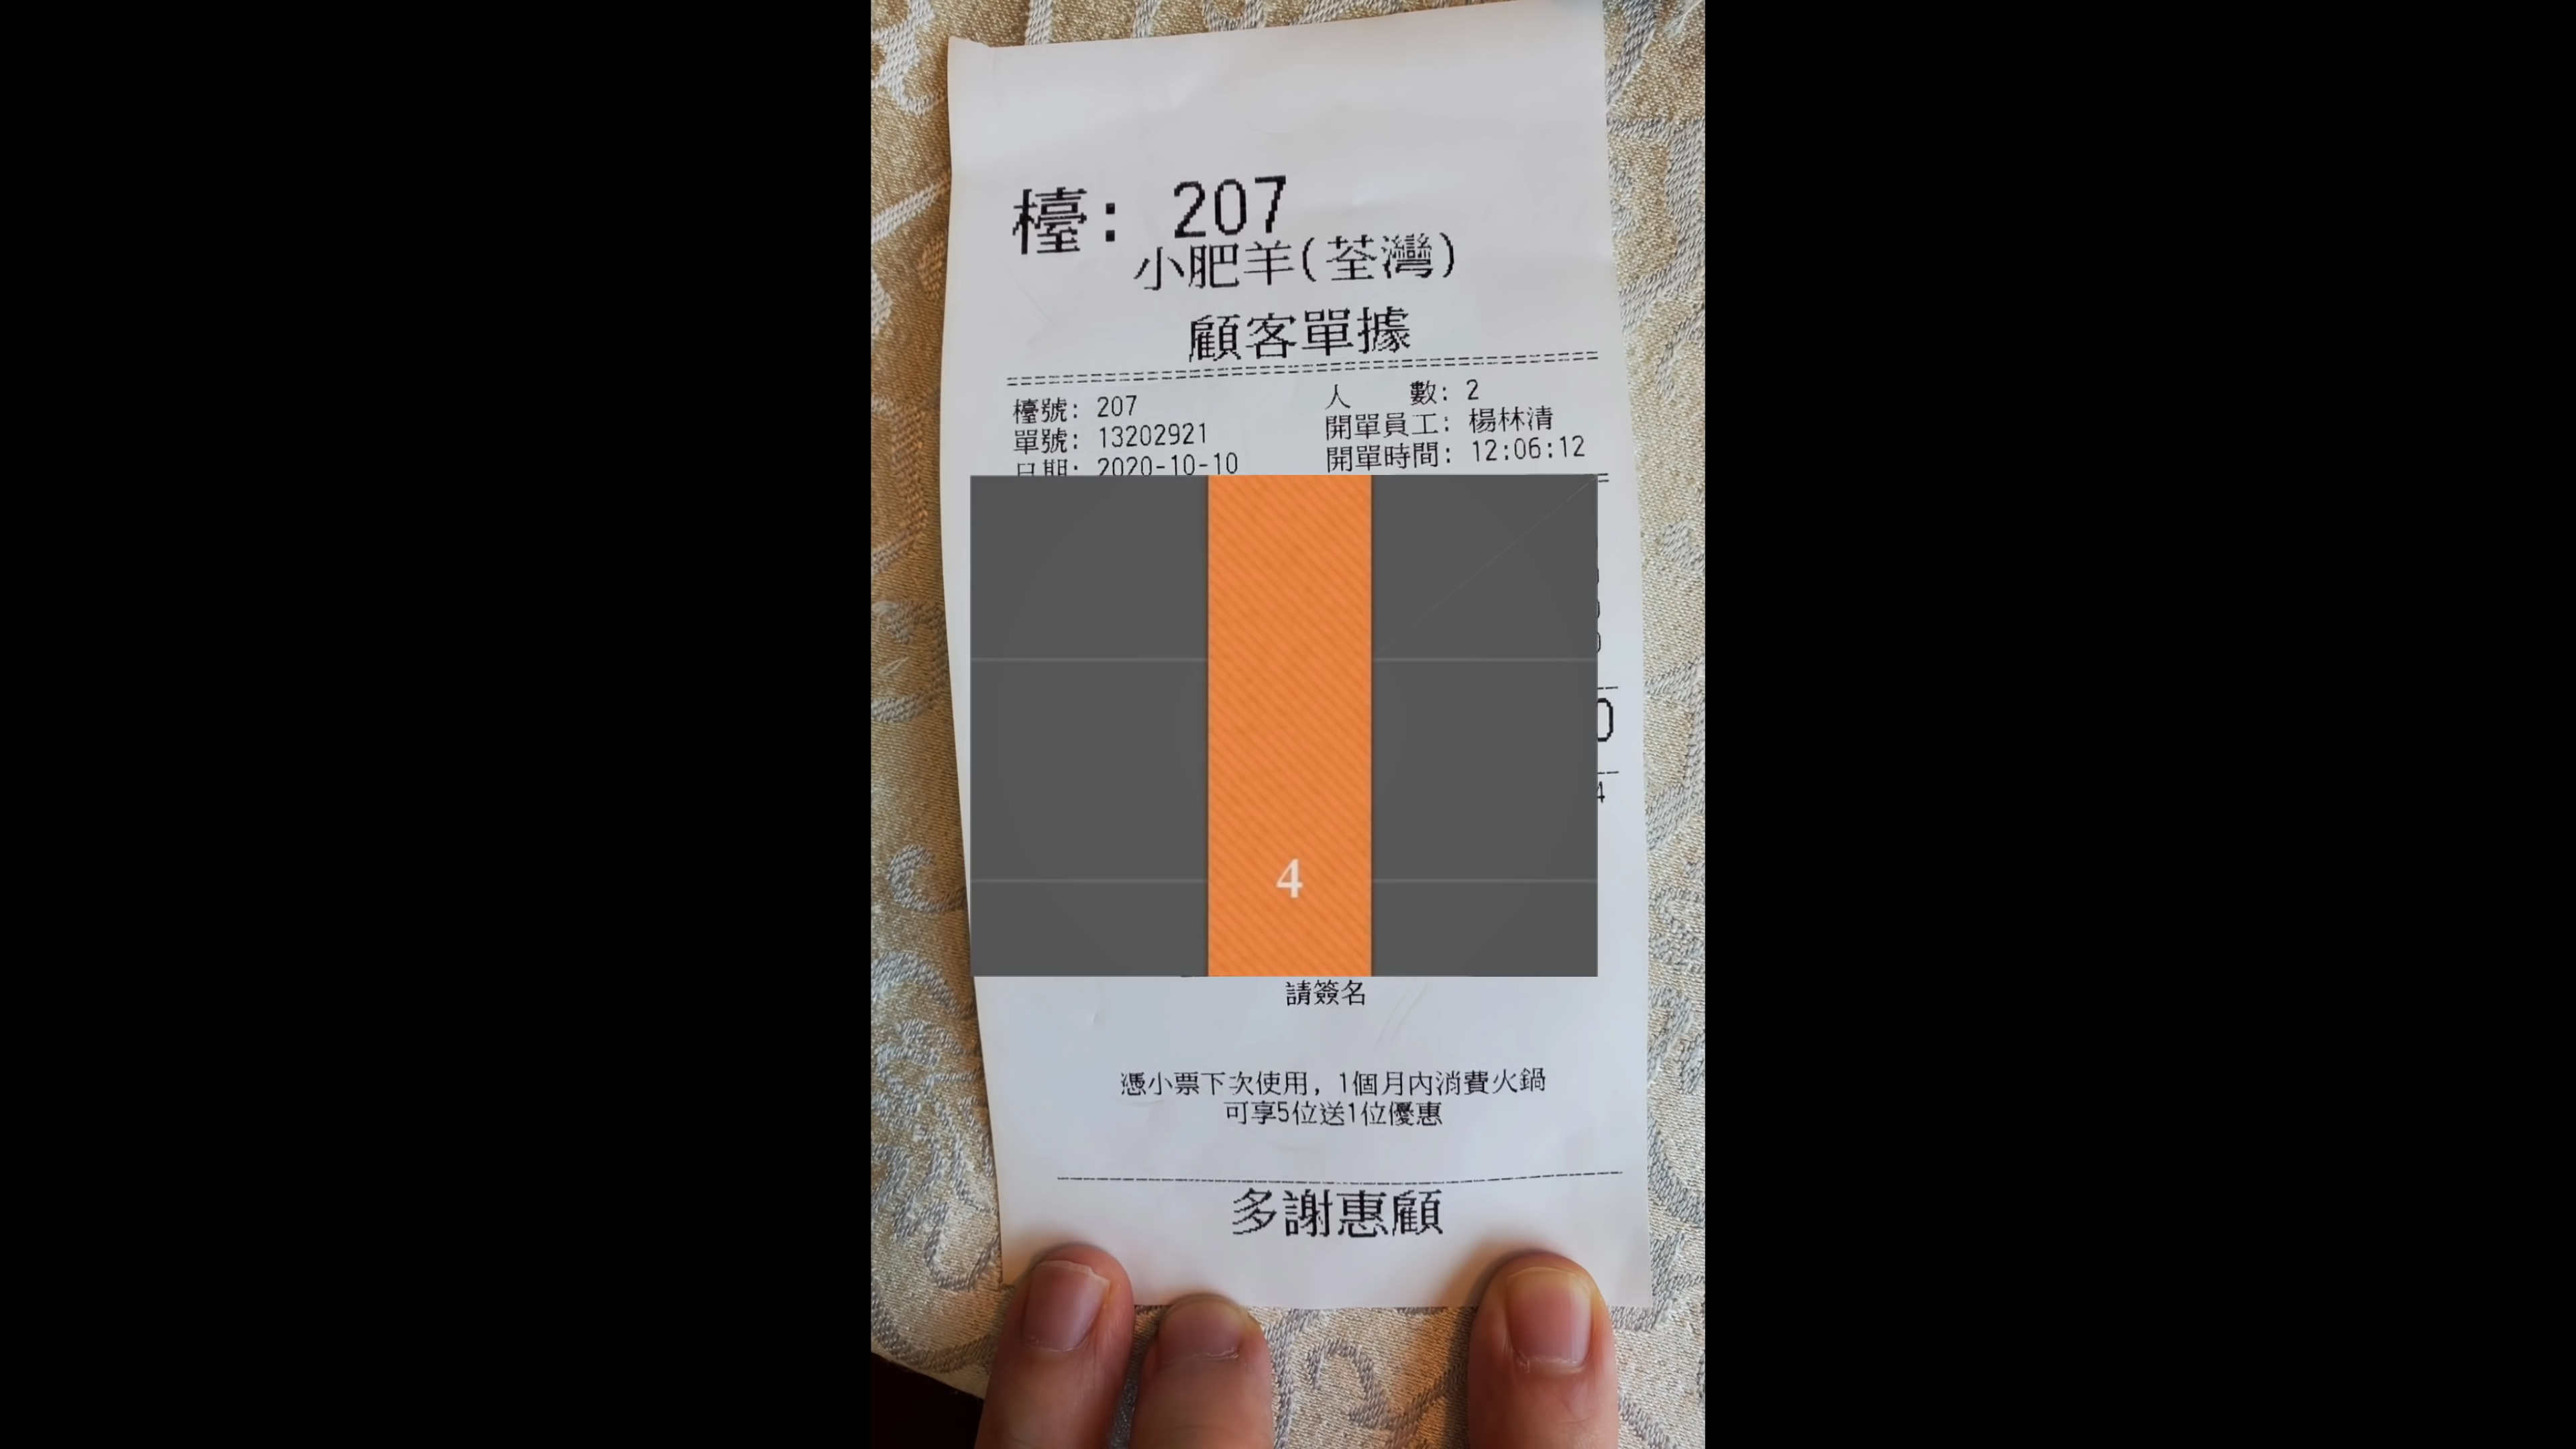 檯: 207
小肥羊(荃灣)
顧客單據
檯號: 207 人 數: 2
單號: 13202921 開單員工: 楊林清
日期: 2020-10-10 開單時間: 12:06:12
4
請簽名
憑小票下次使用, 1個月內消費火鍋
可享5位送1位優惠
多謝惠顧